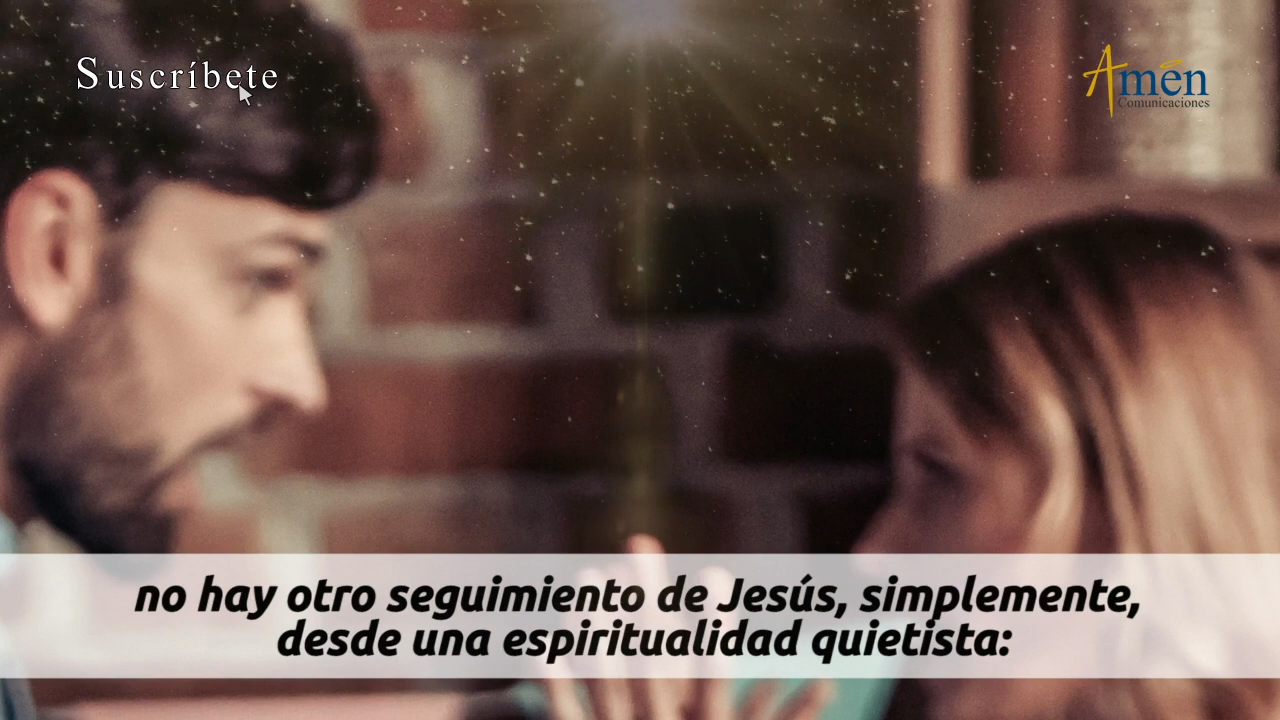 Suscríbete
Amén
Comunicaciones
no hay otro seguimiento de Jesús, simplemente,
desde una espiritualidad quietista: